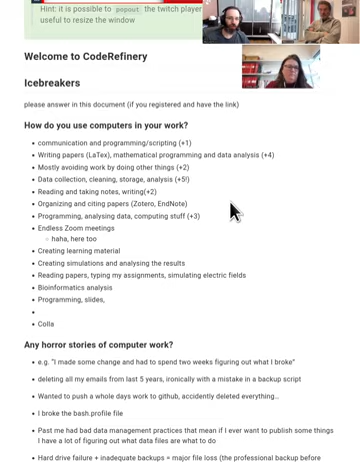 Hint: it is possible to popout the twitch player
useful to resize the window
Welcome to CodeRefinery
Icebreakers
please answer in this document (if you registered and have the link)
How do you use computers in your work?
• communication and programming/scripting (+1)
• Writing papers (LaTex), mathematical programming and data analysis (+4)
• Mostly avoiding work by doing other things (+2)
• Data collection, cleaning, storage, analysis (+5!)
• Reading and taking notes, writing(+2)
• Organizing and citing papers (Zotero, EndNote)
• Programming, analysing data, computing stuff (+3)
• Endless Zoom meetings
○ haha, here too
• Creating learning material
• Creating simulations and analysing the results
• Reading papers, typing my assignments, simulating electric fields
• Bioinformatics analysis
• Programming, slides,
•
• Colla
Any horror stories of computer work?
• e.g. "I made some change and had to spend two weeks figuring out what I broke"
• deleting all my emails from last 5 years, ironically with a mistake in a backup script
• Wanted to push a whole days work to github, accidently deleted everything...
• I broke the bash.profile file
• Past me had bad data management practices that mean if I ever want to publish some things
I have a lot of figuring out what data files are what to do
• Hard drive failure + inadequate backups = major file loss (the professional backup before